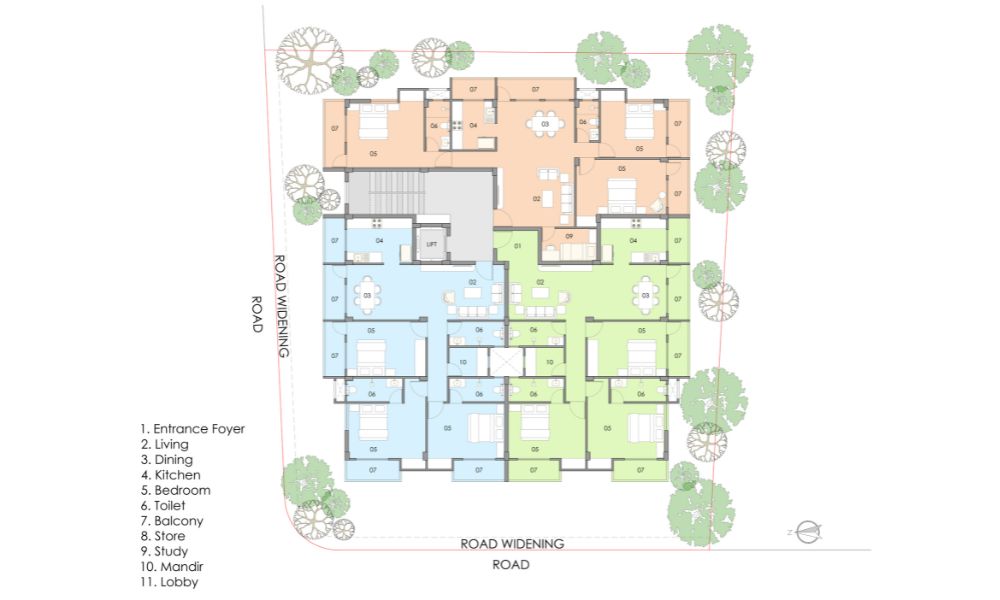 07
07
07
04
03
06
06
07
05
05
07
05
07
02
09
01
07
04
LIFT
04
07
02
02
07
03
03
07
ROAD WIDENING
ROAD
05
06
06
05
07
07
10
10
06
06
06
06
05
05
05
05
07
07
07
07
1. Entrance Foyer
2. Living
3. Dining
4. Kitchen
5. Bedroom
6. Toilet
7. Balcony
8. Store
9. Study
10. Mandir
11. Lobby
Z
ROAD WIDENING
ROAD